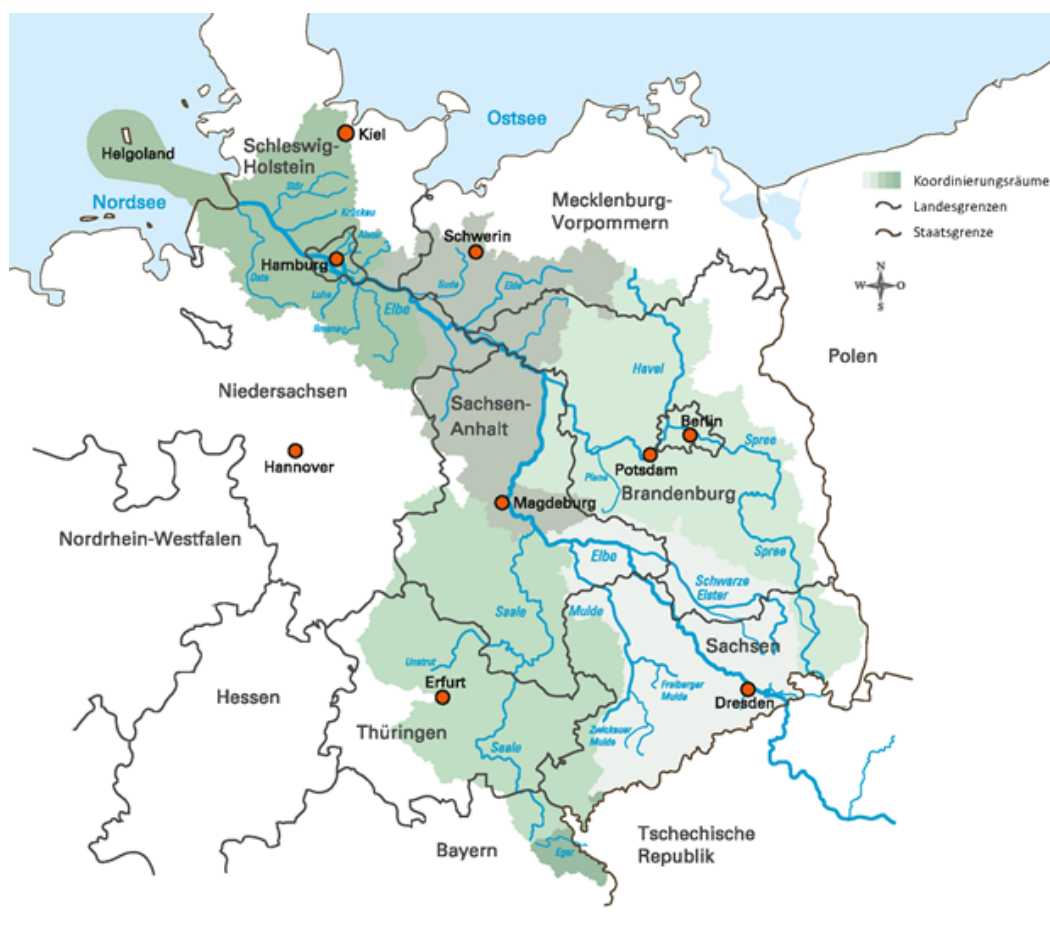 Ostsee
Kiel
Schleswig-
Holstein
Helgoland
Nordsee
Stör
Krückau
Alster
Mecklenburg-
Vorpommern
Koordinierungsräume
Landesgrenzen
Staatsgrenze
N
W
O
S
Schwerin
Hamburg
Oste
Luhe
Ilmenau
Elbe
Sude
Elde
Havel
Polen
Niedersachsen
Sachsen-
Anhalt
Berlin
Spree
Hannover
Potsdam
Plane
Brandenburg
Magdeburg
Nordrhein-Westfalen
Elbe
Spree
Schwarze
Elster
Saale
Mulde
Sachsen
Unstrut
Erfurt
Freiberger
Mulde
Dresden
Hessen
Thüringen
Zwickauer
Mulde
Saale
Tschechische
Republik
Bayern
Eger